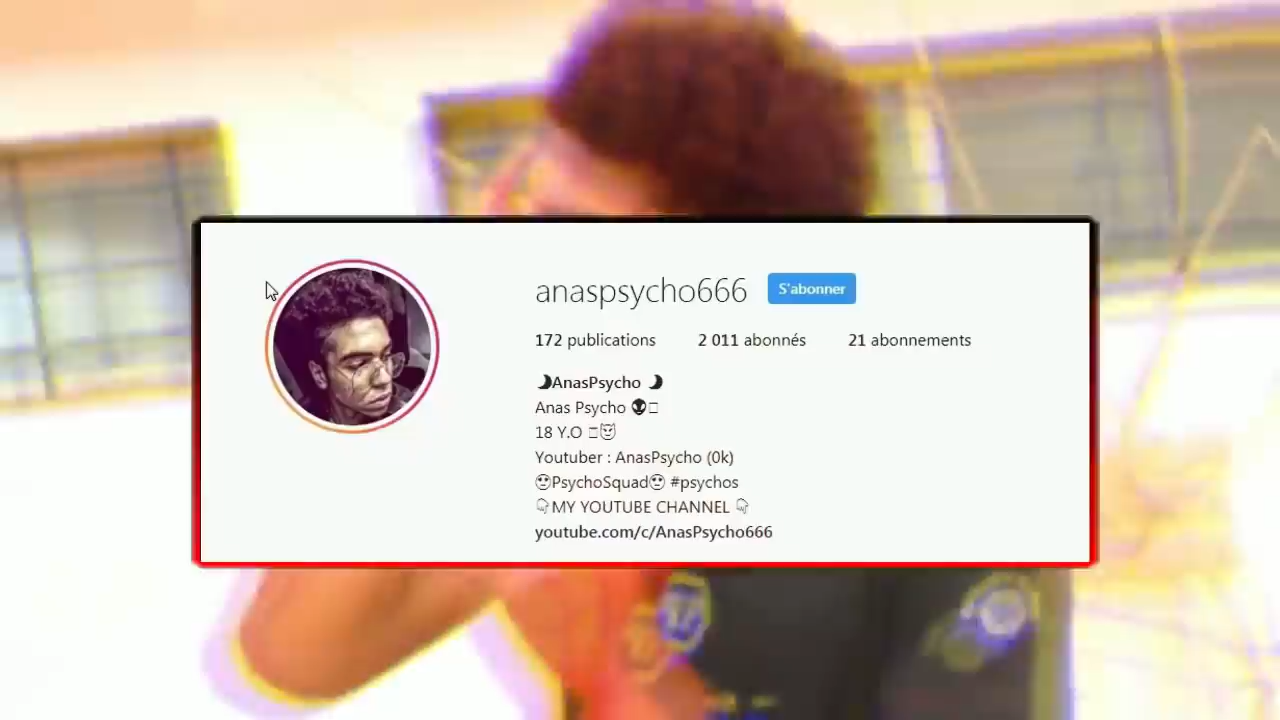 anaspsycho666 S'abonner
172 publications 2 011 abonnés 21 abonnements
🌙AnasPsycho 🌙
Anas Psycho 👽□
18 Y.O □😈
Youtuber : AnasPsycho (0k)
🙄PsychoSquad🙄 #psychos
👇MY YOUTUBE CHANNEL 👇
youtube.com/c/AnasPsycho666